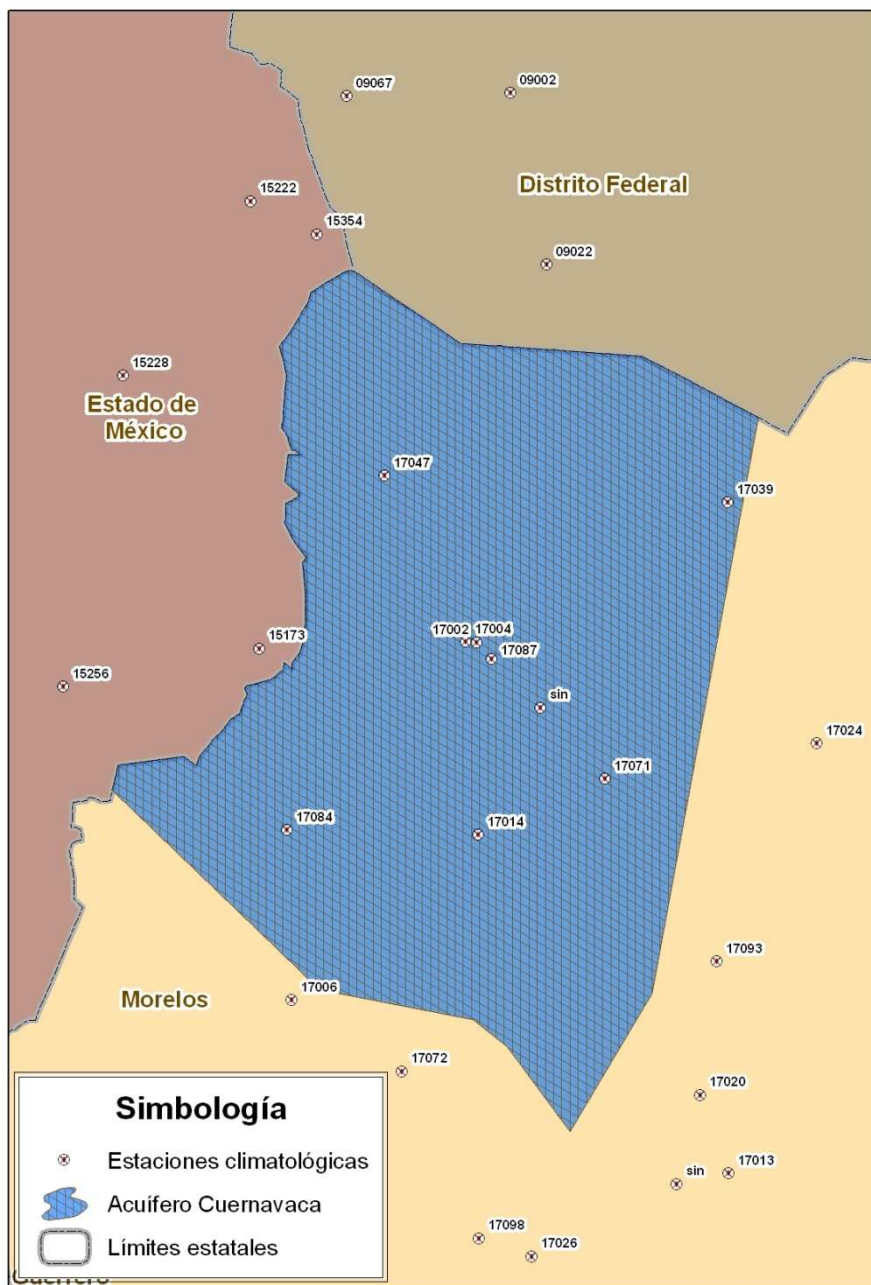 09067
09002
15222
Distrito Federal
15354
09022
15228
Estado de
México
17047
17039
17002
17004
15173
17087
15256
sin
17024
17071
17084
17014
17093
Morelos
17006
17072
17020
Simbología
Estaciones climatológicas
17013
sin
Acuífero Cuernavaca
17098
Límites estatales
17026
Guerrero